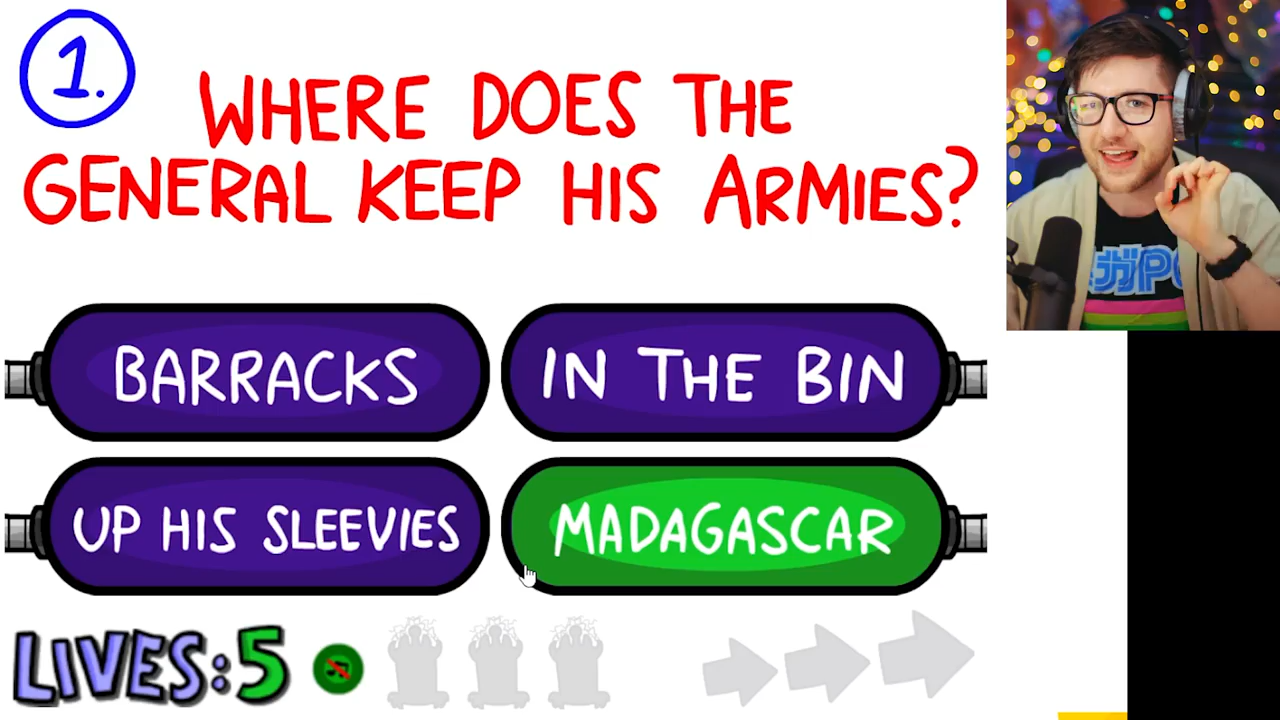 1.
WHERE DOES THE
GENERAL KEEP HIS ARMIES?
BARRACKS
IN THE BIN
UP HIS SLEEVIES
MADAGASCAR
LIVES:5